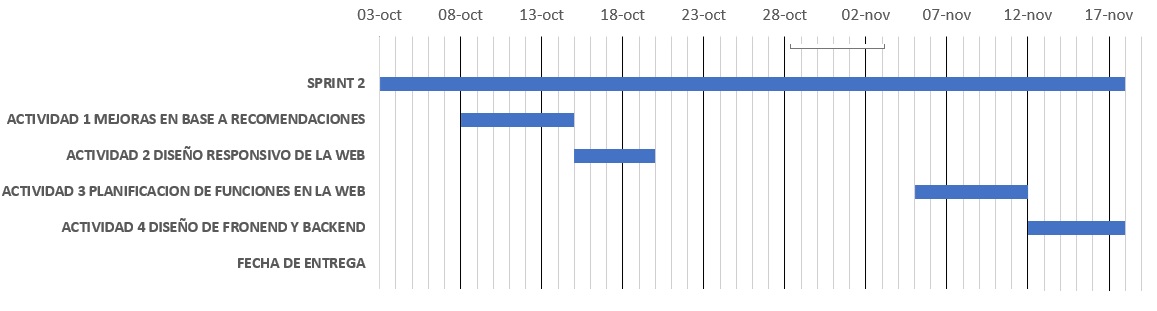 03-oct 08-oct 13-oct 18-oct 23-oct 28-oct 02-nov 07-nov 12-nov 17-nov
SPRINT 2
ACTIVIDAD 1 MEJORAS EN BASE A RECOMENDACIONES
ACTIVIDAD 2 DISEÑO RESPONSIVO DE LA WEB
ACTIVIDAD 3 PLANIFICACION DE FUNCIONES EN LA WEB
ACTIVIDAD 4 DISEÑO DE FRONEND Y BACKEND
FECHA DE ENTREGA